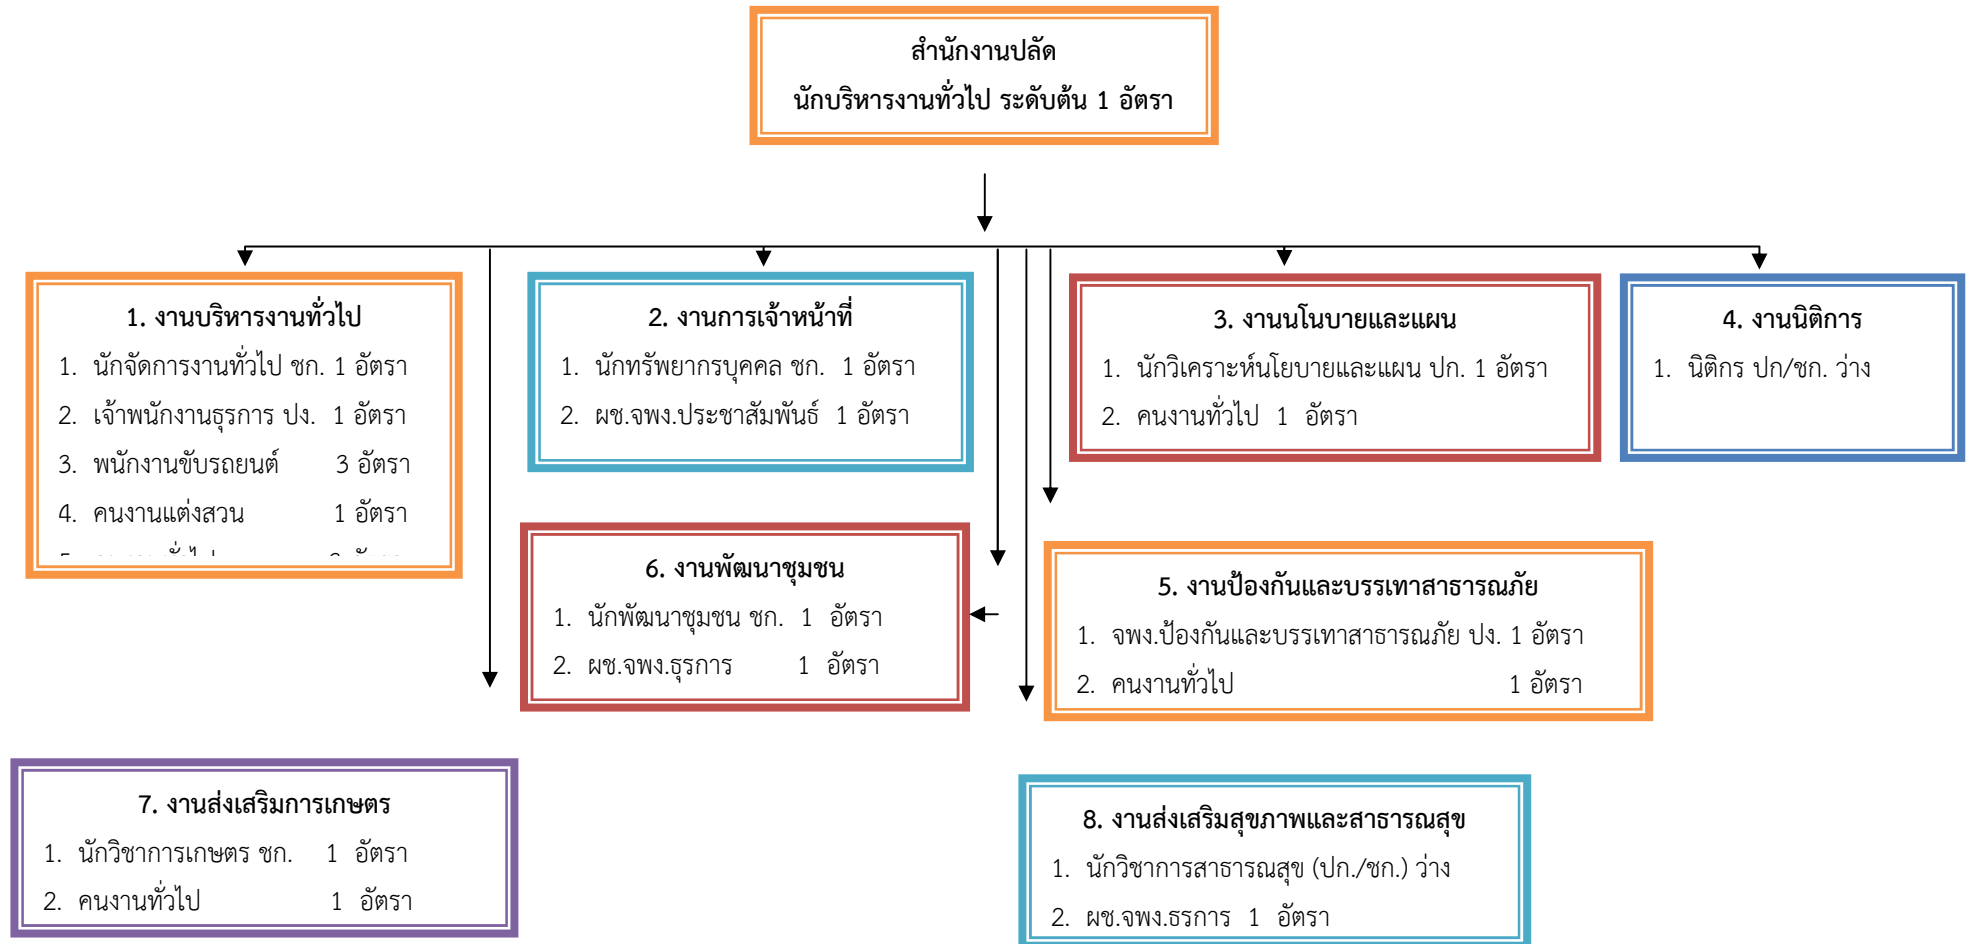 สำนักงานปลัด
นักบริหารงานทั่วไป ระดับต้น 1 อัตรา
1. งานบริหารงานทั่วไป
1. นักจัดการงานทั่วไป ชก. 1 อัตรา
2. เจ้าพนักงานธุรการ ปง. 1 อัตรา
3. พนักงานขับรถยนต์ 3 อัตรา
4. คนงานแต่งสวน 1 อัตรา
2. งานการเจ้าหน้าที่
1. นักทรัพยากรบุคคล ชก. 1 อัตรา
2. ผช.จพง.ประชาสัมพันธ์ 1 อัตรา
3. งานนโนบายและแผน
1. นักวิเคราะห์นโยบายและแผน ปก. 1 อัตรา
2. คนงานทั่วไป 1 อัตรา
4. งานนิติการ
1. นิติกร ปก/ชก. ว่าง
6. งานพัฒนาชุมชน
1. นักพัฒนาชุมชน ชก. 1 อัตรา
2. ผช.จพง.ธุรการ 1 อัตรา
5. งานป้องกันและบรรเทาสาธารณภัย
1. จพง.ป้องกันและบรรเทาสาธารณภัย ปง. 1 อัตรา
2. คนงานทั่วไป 1 อัตรา
7. งานส่งเสริมการเกษตร
1. นักวิชาการเกษตร ชก. 1 อัตรา
2. คนงานทั่วไป 1 อัตรา
8. งานส่งเสริมสุขภาพและสาธารณสุข
1. นักวิชาการสาธารณสุข (ปก./ชก.) ว่าง
2. ผช.จพง.ธรการ 1 อัตรา